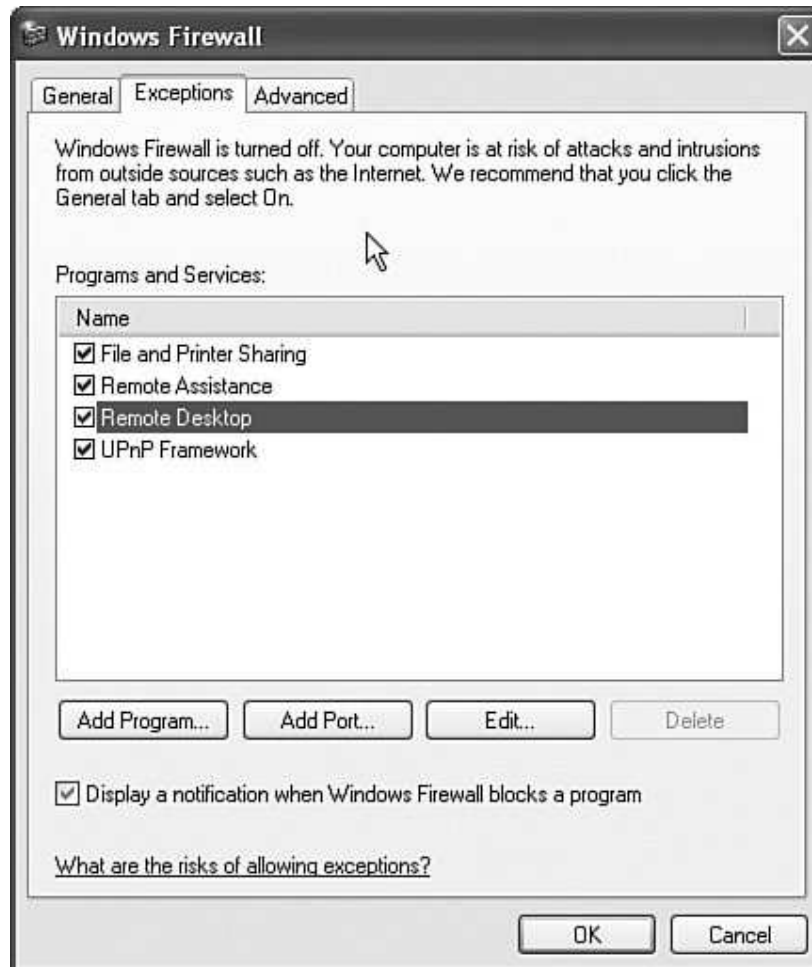 Windows Firewall
General Exceptions Advanced
Windows Firewall is turned off. Your computer is at risk of attacks and intrusions
from outside sources such as the Internet. We recommend that you click the
General tab and select On.
Programs and Services:
Name
File and Printer Sharing
Remote Assistance
Remote Desktop
UPnP Framework
Add Program... Add Port... Edit... Delete
Display a notification when Windows Firewall blocks a program
What are the risks of allowing exceptions?
OK Cancel